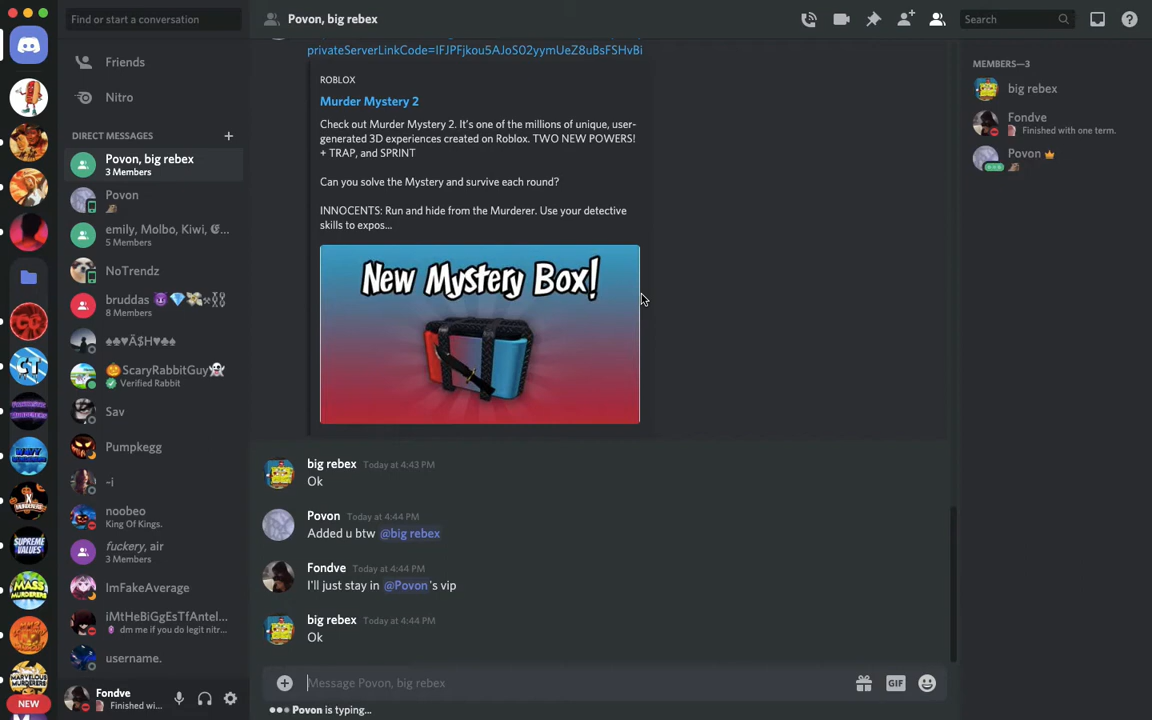 Find or start a conversation
Friends
Nitro
DIRECT MESSAGES
Povon, big rebex
3 Members
Povon
emily, Molbo, Kiwi,
5 Members
NoTrendz
bruddas
8 Members
♠♣♥Ä$H♥♣♠
ScaryRabbitGuy
Verified Rabbit
Sav
Pumpkegg
-i
noobeo
King Of Kings.
fuckery, air
3 Members
ImFakeAverage
iMtHeBiGgEsTfAntel...
dm me if you do legit nitr...
username.
Fondve
Finished wi...
NEW
Povon, big rebex
Search
privateServerLinkCode=IFJPFjkou5AJoS02yymUeZ8uBsFSHvBi
ROBLOX
Murder Mystery 2
Check out Murder Mystery 2. It's one of the millions of unique, user-
generated 3D experiences created on Roblox. TWO NEW POWERS!
+ TRAP, and SPRINT
Can you solve the Mystery and survive each round?
INNOCENTS: Run and hide from the Murderer. Use your detective
skills to expos...
New Mystery Box!
big rebex Today at 4:43 PM
Ok
Povon Today at 4:44 PM
Added u btw @big rebex
Fondve Today at 4:44 PM
I'll just stay in @Povon's vip
big rebex Today at 4:44 PM
Ok
Message Povon, big rebex
GIF
Povon is typing...
MEMBERS—3
big rebex
Fondve
Finished with one term.
Povon